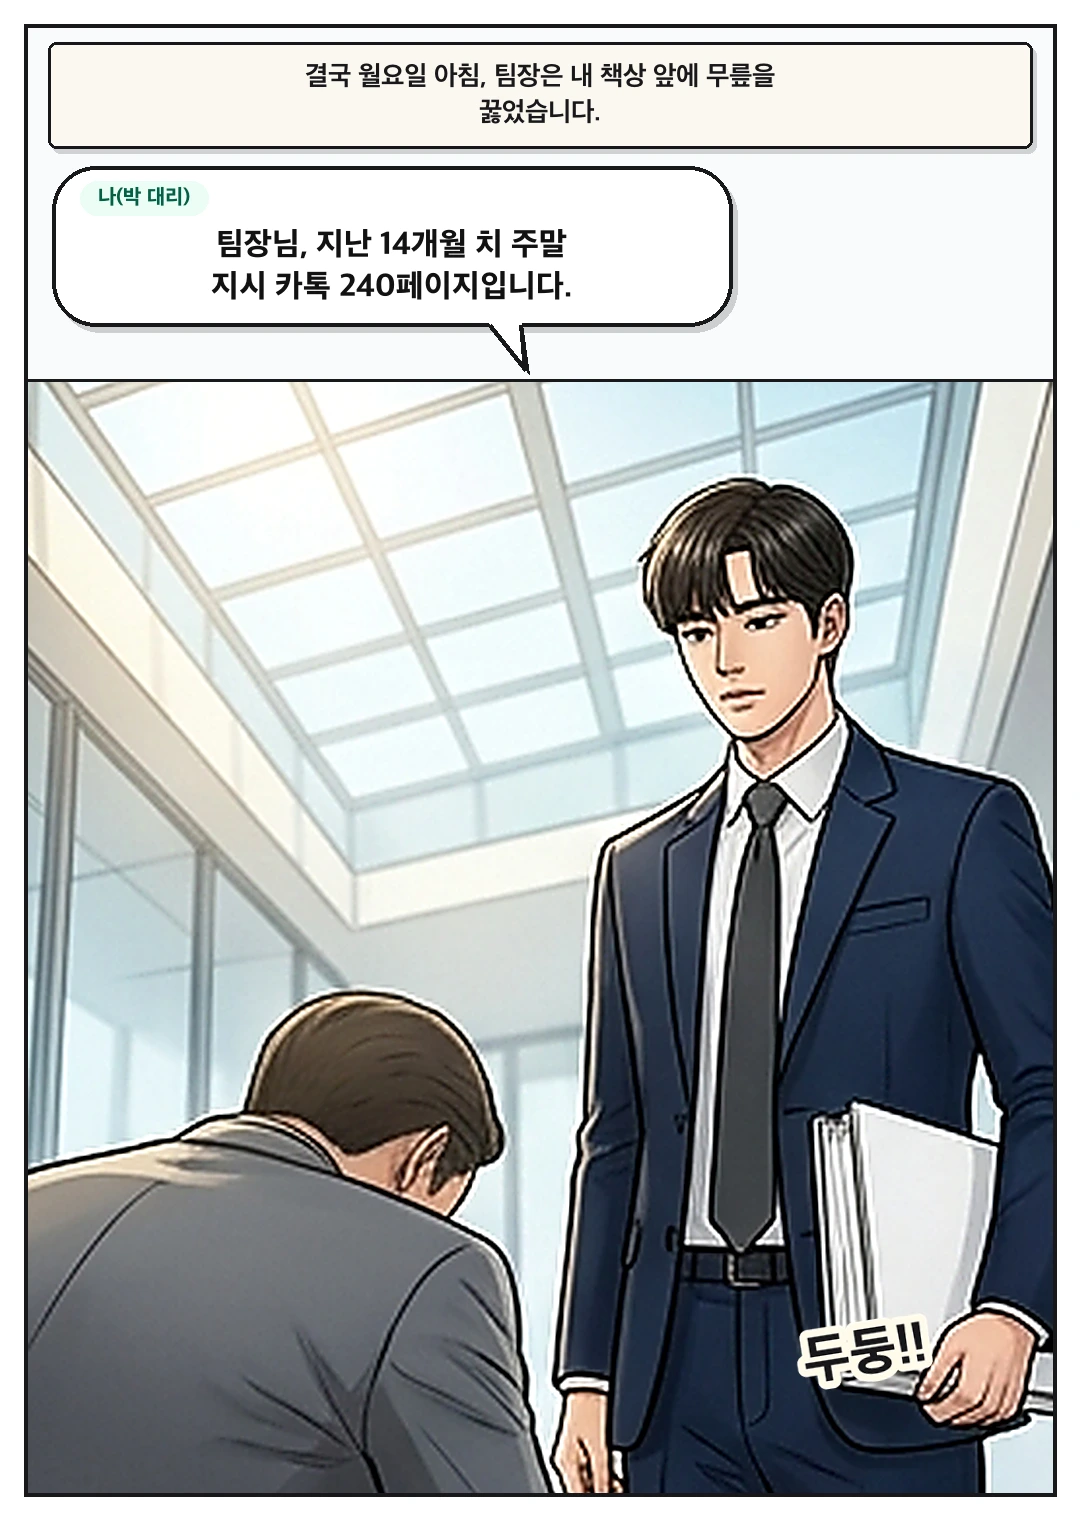 결국 월요일 아침, 팀장은 내 책상 앞에 무릎을
꿇었습니다.
나(박 대리)
팀장님, 지난 14개월 치 주말
지시 카톡 240페이지입니다.
두둥!!